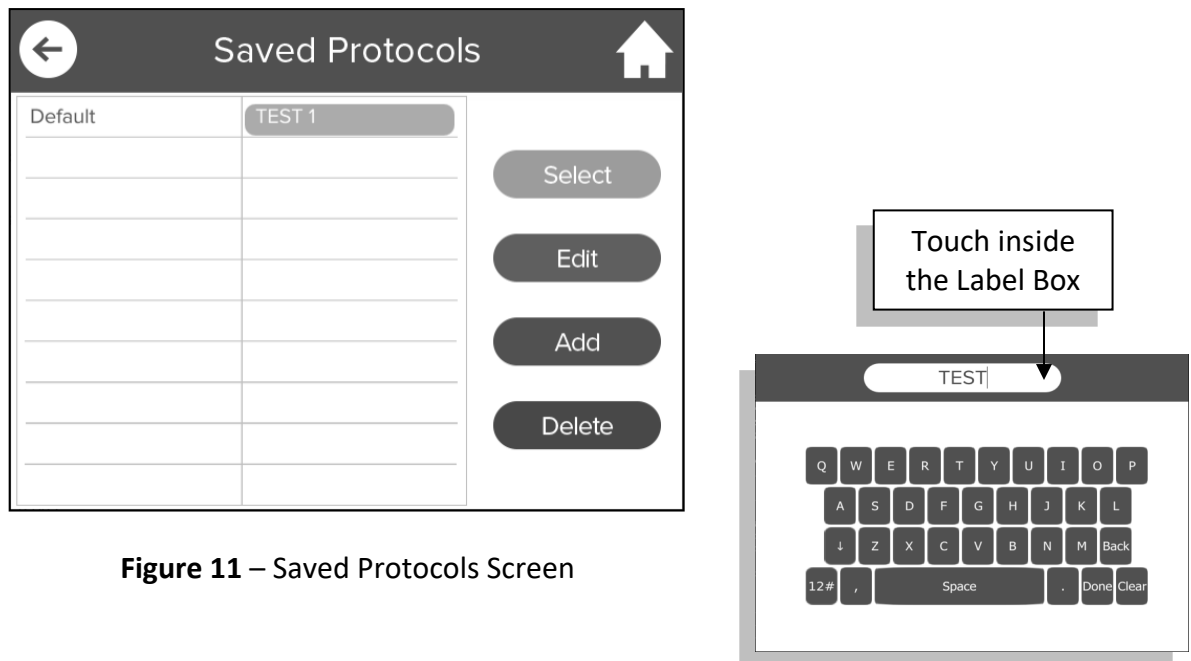 Saved Protocols
Default
TEST 1
Select
Edit
Add
Delete
Figure 11 – Saved Protocols Screen
Touch inside
the Label Box
TEST
Q W E R T Y U I O P
A S D F G H J K L
↓ Z X C V B N M Back
12# , Space . Done Clear